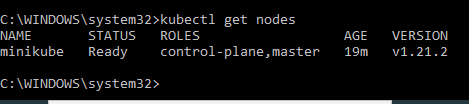 C:\WINDOWS\system32>kubectl get nodes
NAME       STATUS   ROLES                  AGE   VERSION
minikube   Ready    control-plane,master   19m   v1.21.2
C:\WINDOWS\system32>